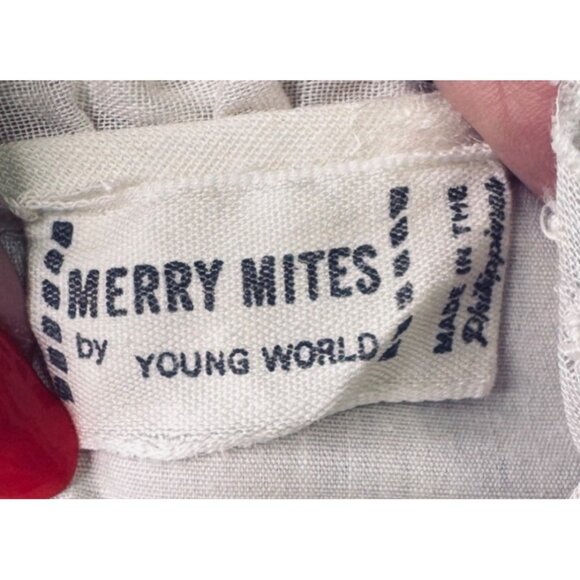 MERRY MITES
by YOUNG WORLD
MADE IN THE
Philippines